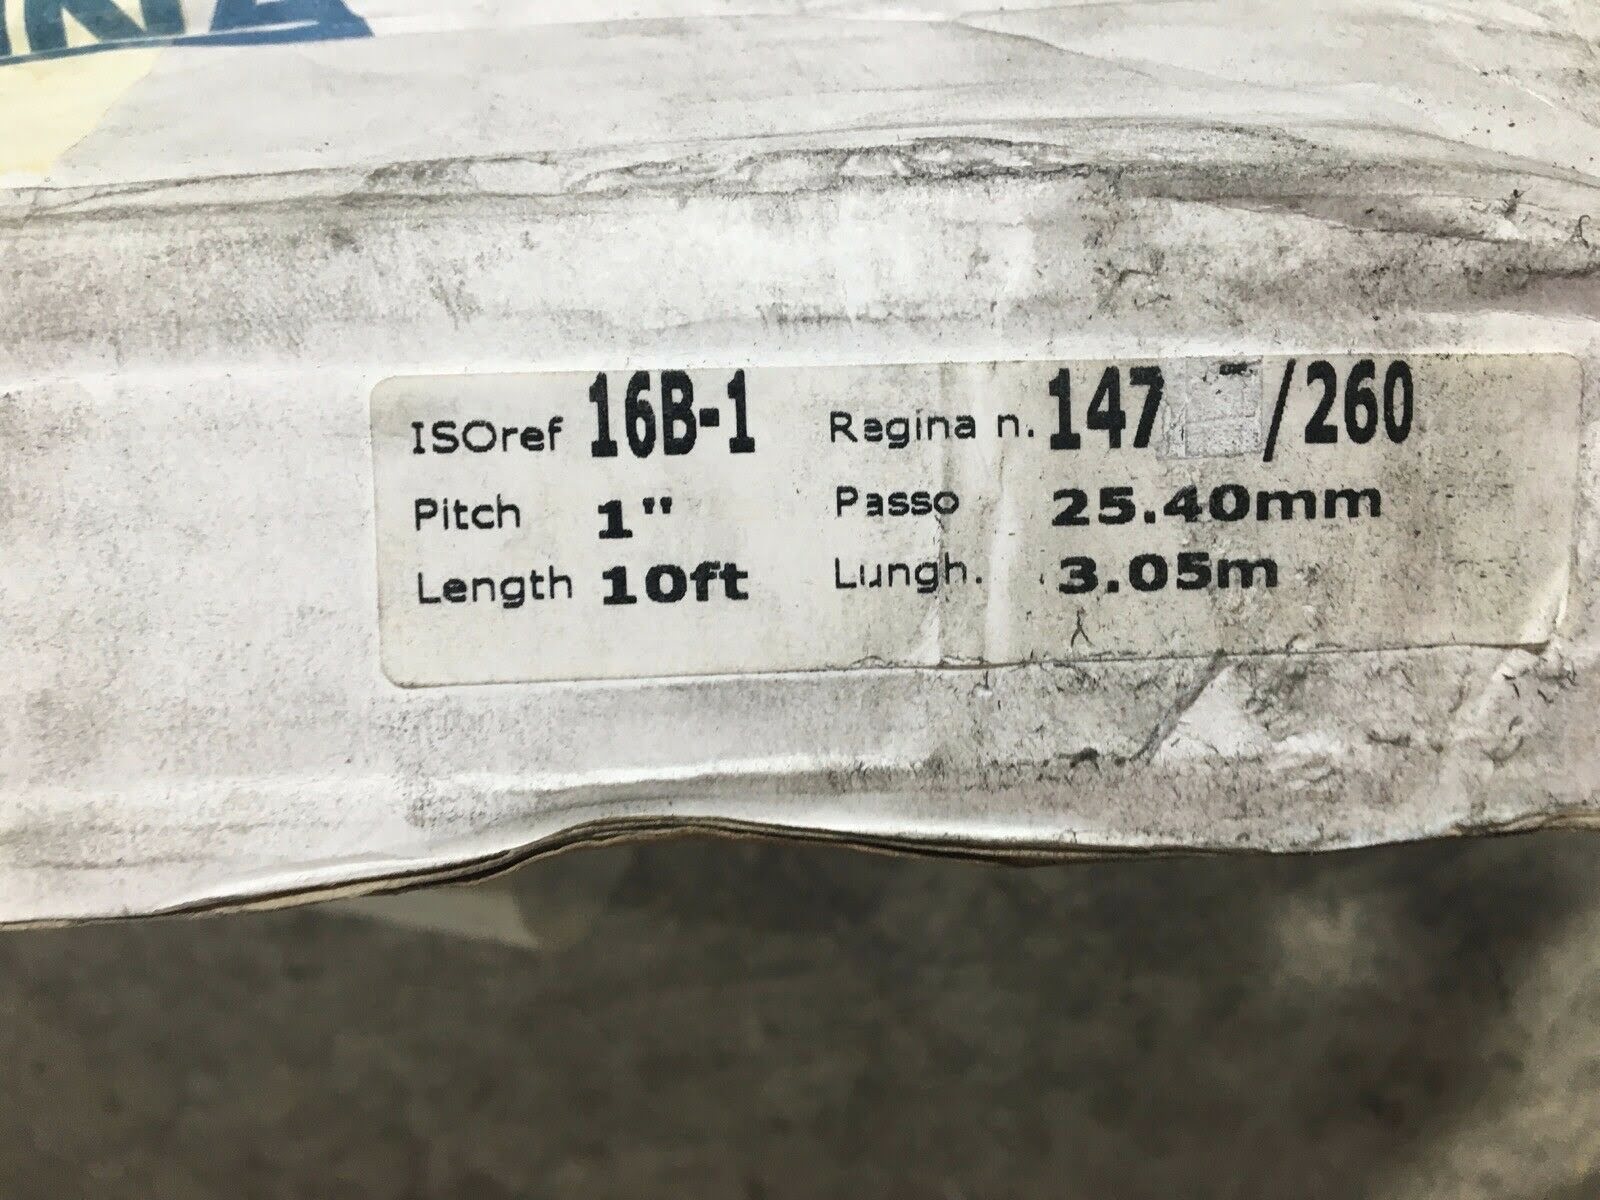 ISOref 16B-1 Regina n. 147 /260
Pitch 1" Passo 25.40mm
Length 10ft Lungh. 3.05m